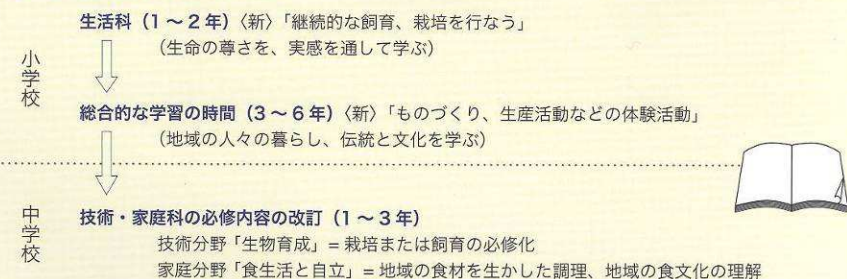 小学校
生活科（1～2年）〈新〉「継続的な飼育、栽培を行なう」
（生命の尊さを、実感を通して学ぶ）
総合的な学習の時間（3～6年）〈新〉「ものづくり、生産活動などの体験活動」
（地域の人々の暮らし、伝統と文化を学ぶ）
中学校
技術・家庭科の必修内容の改訂（1～3年）
技術分野「生物育成」＝栽培または飼育の必修化
家庭分野「食生活と自立」＝地域の食材を生かした調理、地域の食文化の理解